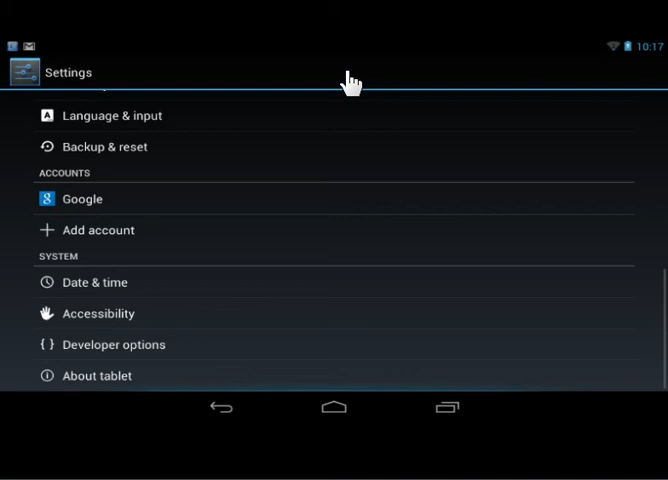 10:17
Settings
Language & input
Backup & reset
ACCOUNTS
Google
Add account
SYSTEM
Date & time
Accessibility
Developer options
About tablet